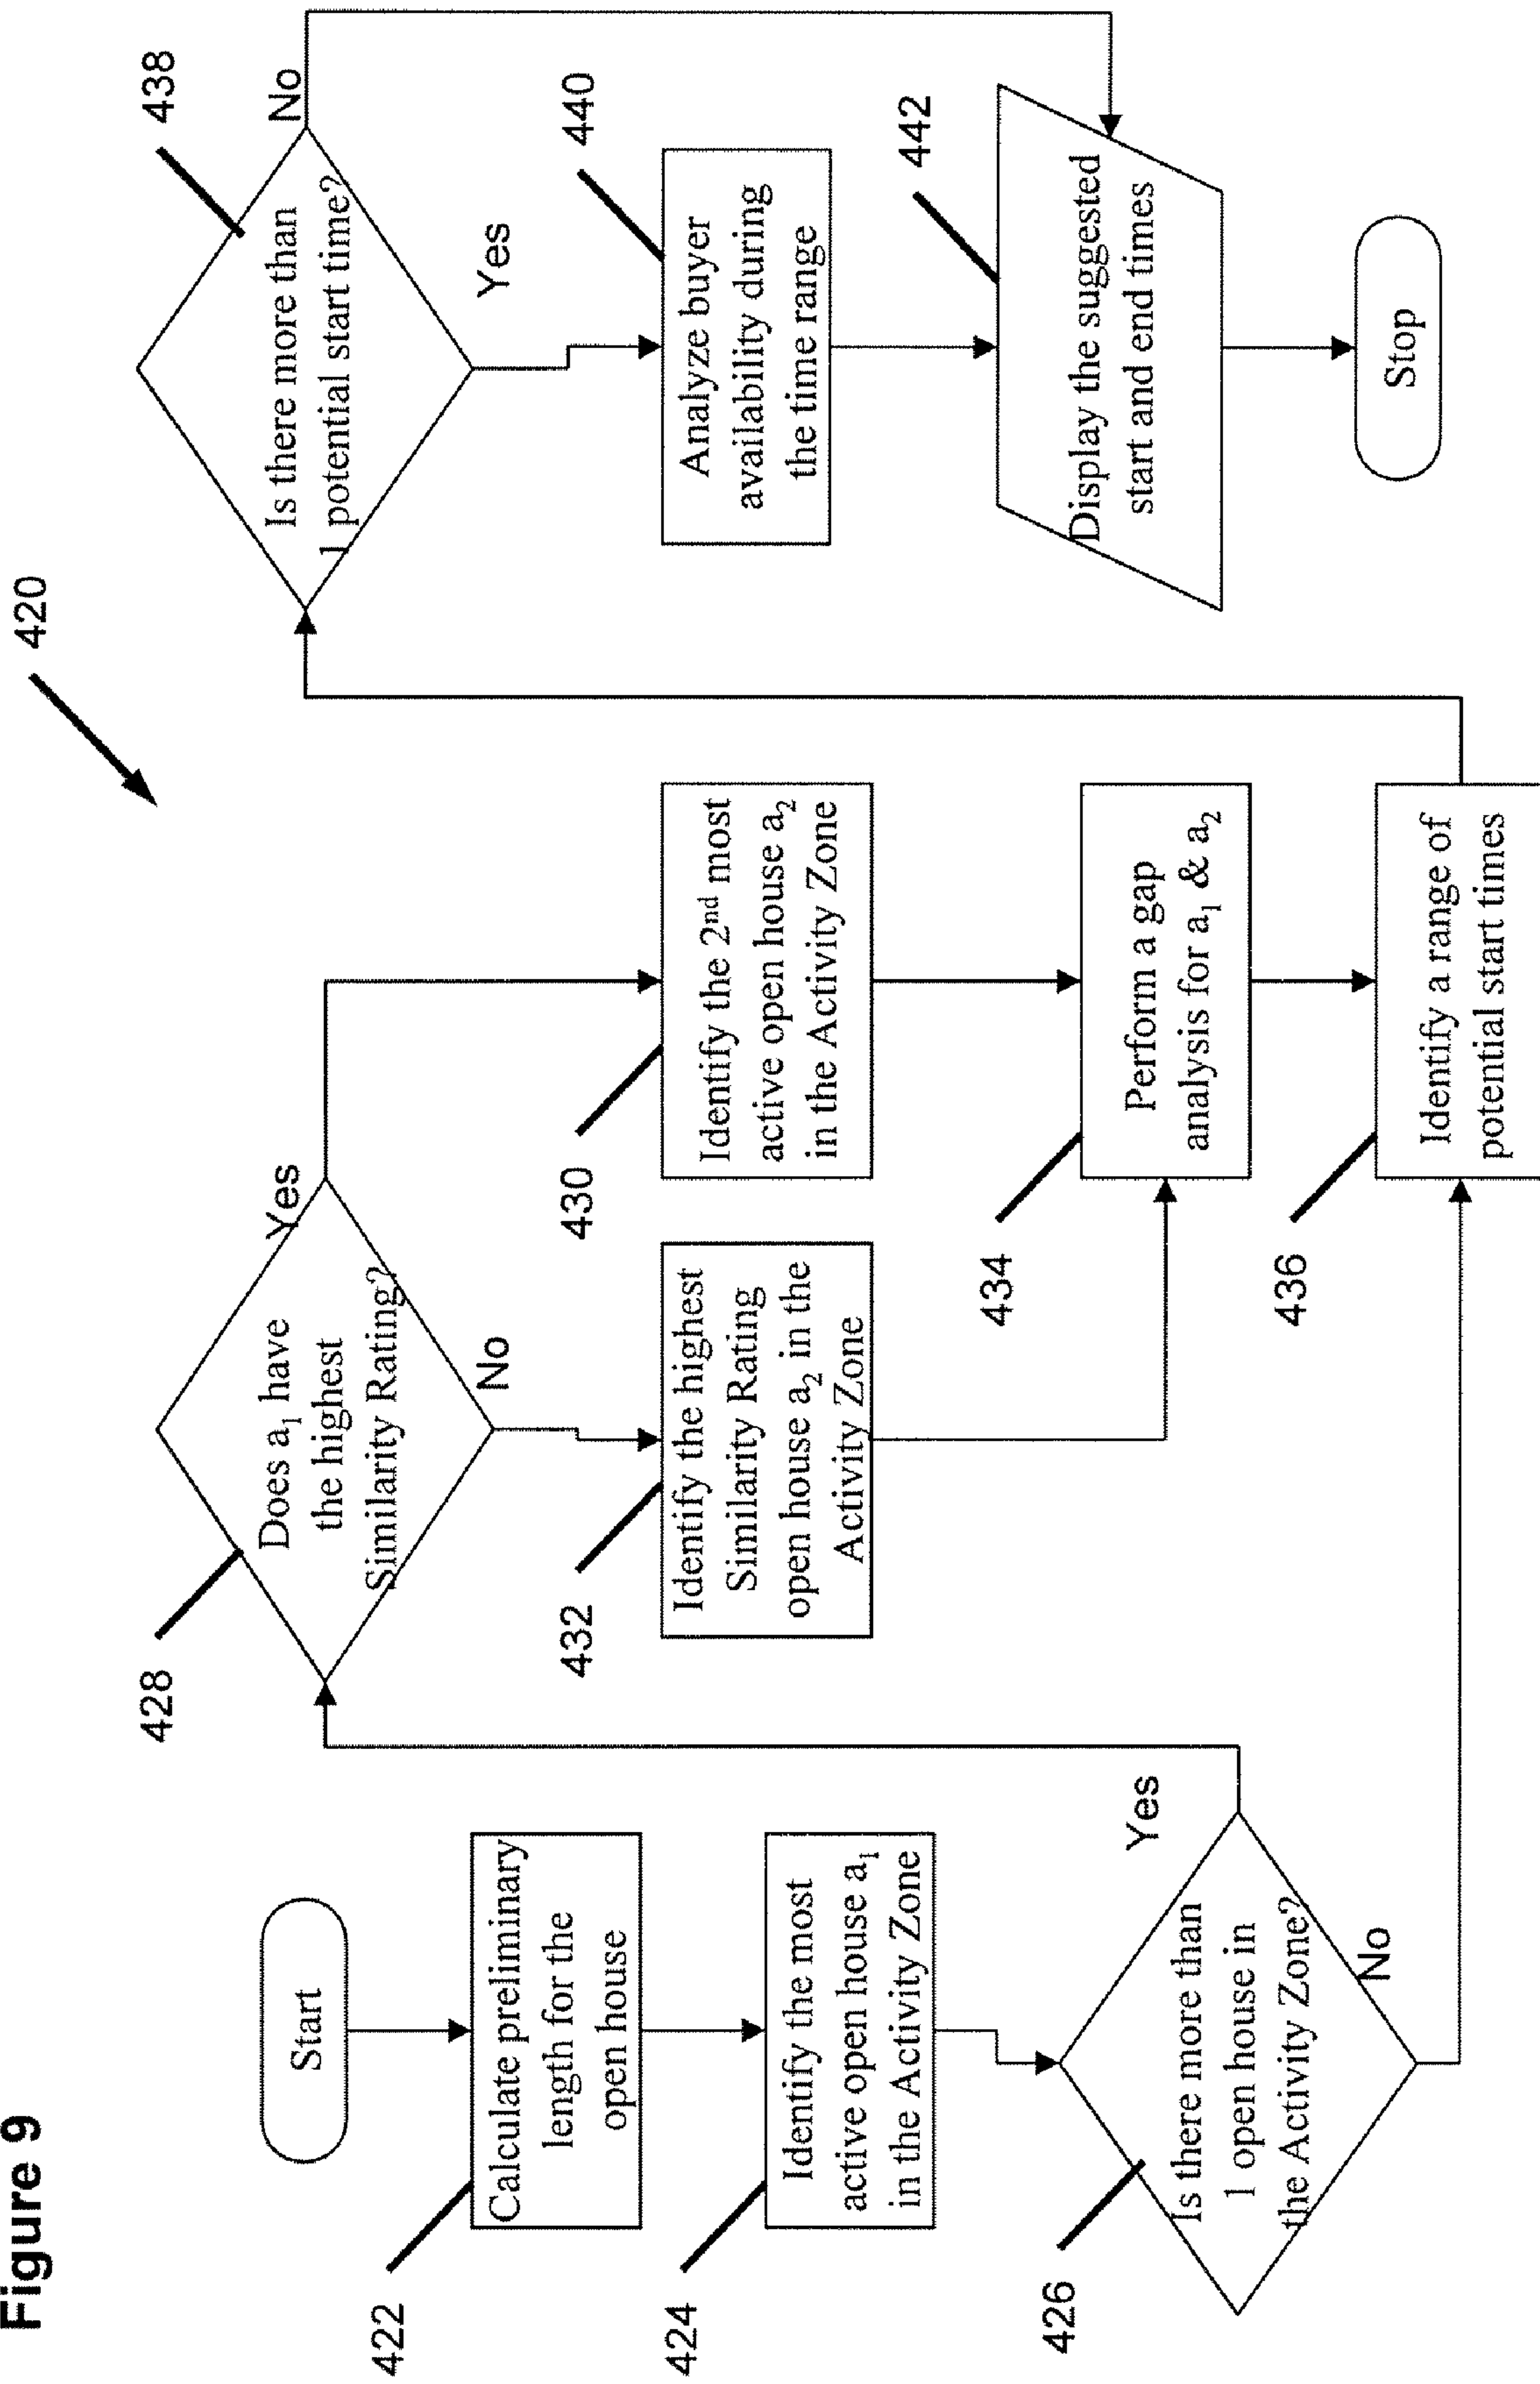 Figure 9
420
Start
422
Calculate preliminary
length for the
open house
424
Identify the most
active open house a₁
in the Activity Zone
426
Is there more than
1 open house in
the Activity Zone?
Yes
No
428
Does a₁ have
the highest
Similarity Rating?
Yes
No
430
Identify the 2ⁿᵈ most
active open house a₂
in the Activity Zone
432
Identify the highest
Similarity Rating
open house a₂ in the
Activity Zone
434
Perform a gap
analysis for a₁ & a₂
436
Identify a range of
potential start times
438
Is there more than
1 potential start time?
No
Yes
440
Analyze buyer
availability during
the time range
442
Display the suggested
start and end times
Stop